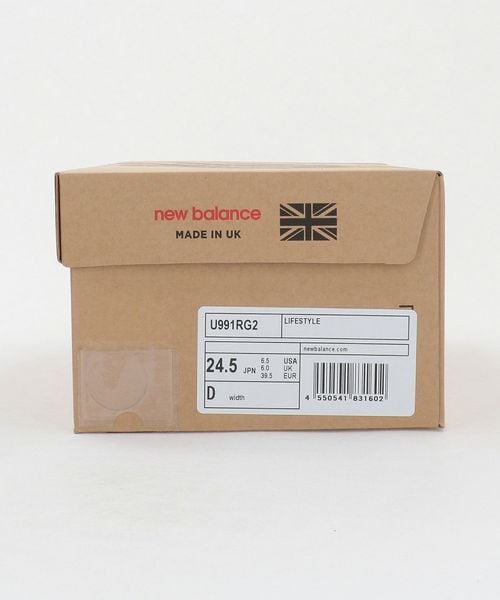 new balance
MADE IN UK
U991RG2
LIFESTYLE
newbalance.com
24.5 JPN
6.5 USA
6.0 UK
39.5 EUR
D width
4 550541 831602